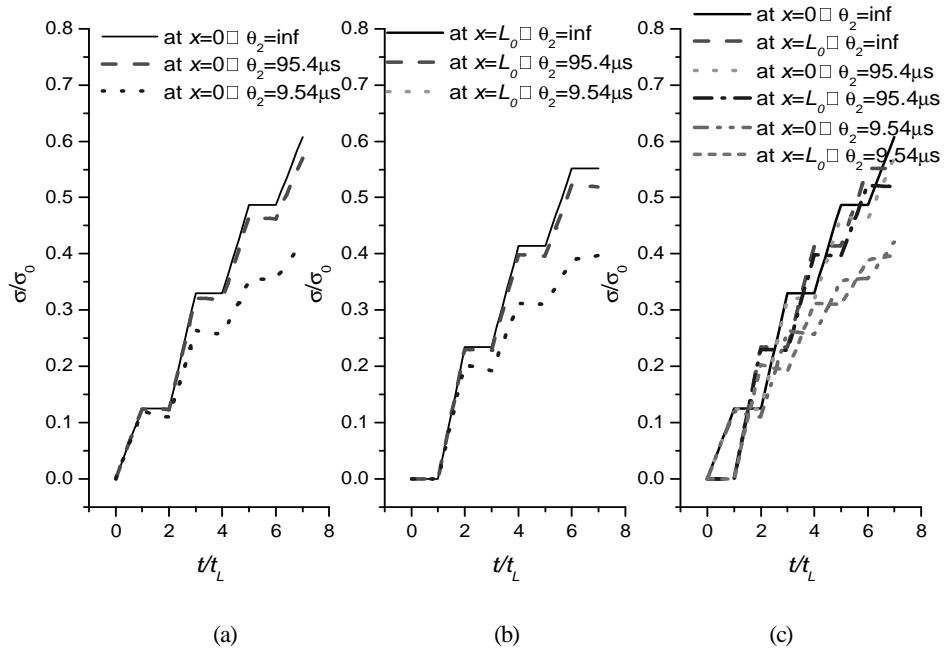 at x=0□ θ2=inf
at x=0□ θ2=95.4μs
at x=0□ θ2=9.54μs
0.8
0.7
0.6
0.5
0.4
0.3
0.2
0.1
0.0
σ/σ0
0 2 4 6 8
t/tL
(a)
at x=L0□ θ2=inf
at x=L0□ θ2=95.4μs
at x=L0□ θ2=9.54μs
0.8
0.7
0.6
0.5
0.4
0.3
0.2
0.1
0.0
σ/σ0
0 2 4 6 8
t/tL
(b)
at x=0□ θ2=inf
at x=L0□ θ2=inf
at x=0□ θ2=95.4μs
at x=L0□ θ2=95.4μs
at x=0□ θ2=9.54μs
at x=L0□ θ2=9.54μs
0.8
0.7
0.6
0.5
0.4
0.3
0.2
0.1
0.0
σ/σ0
0 2 4 6 8
t/tL
(c)